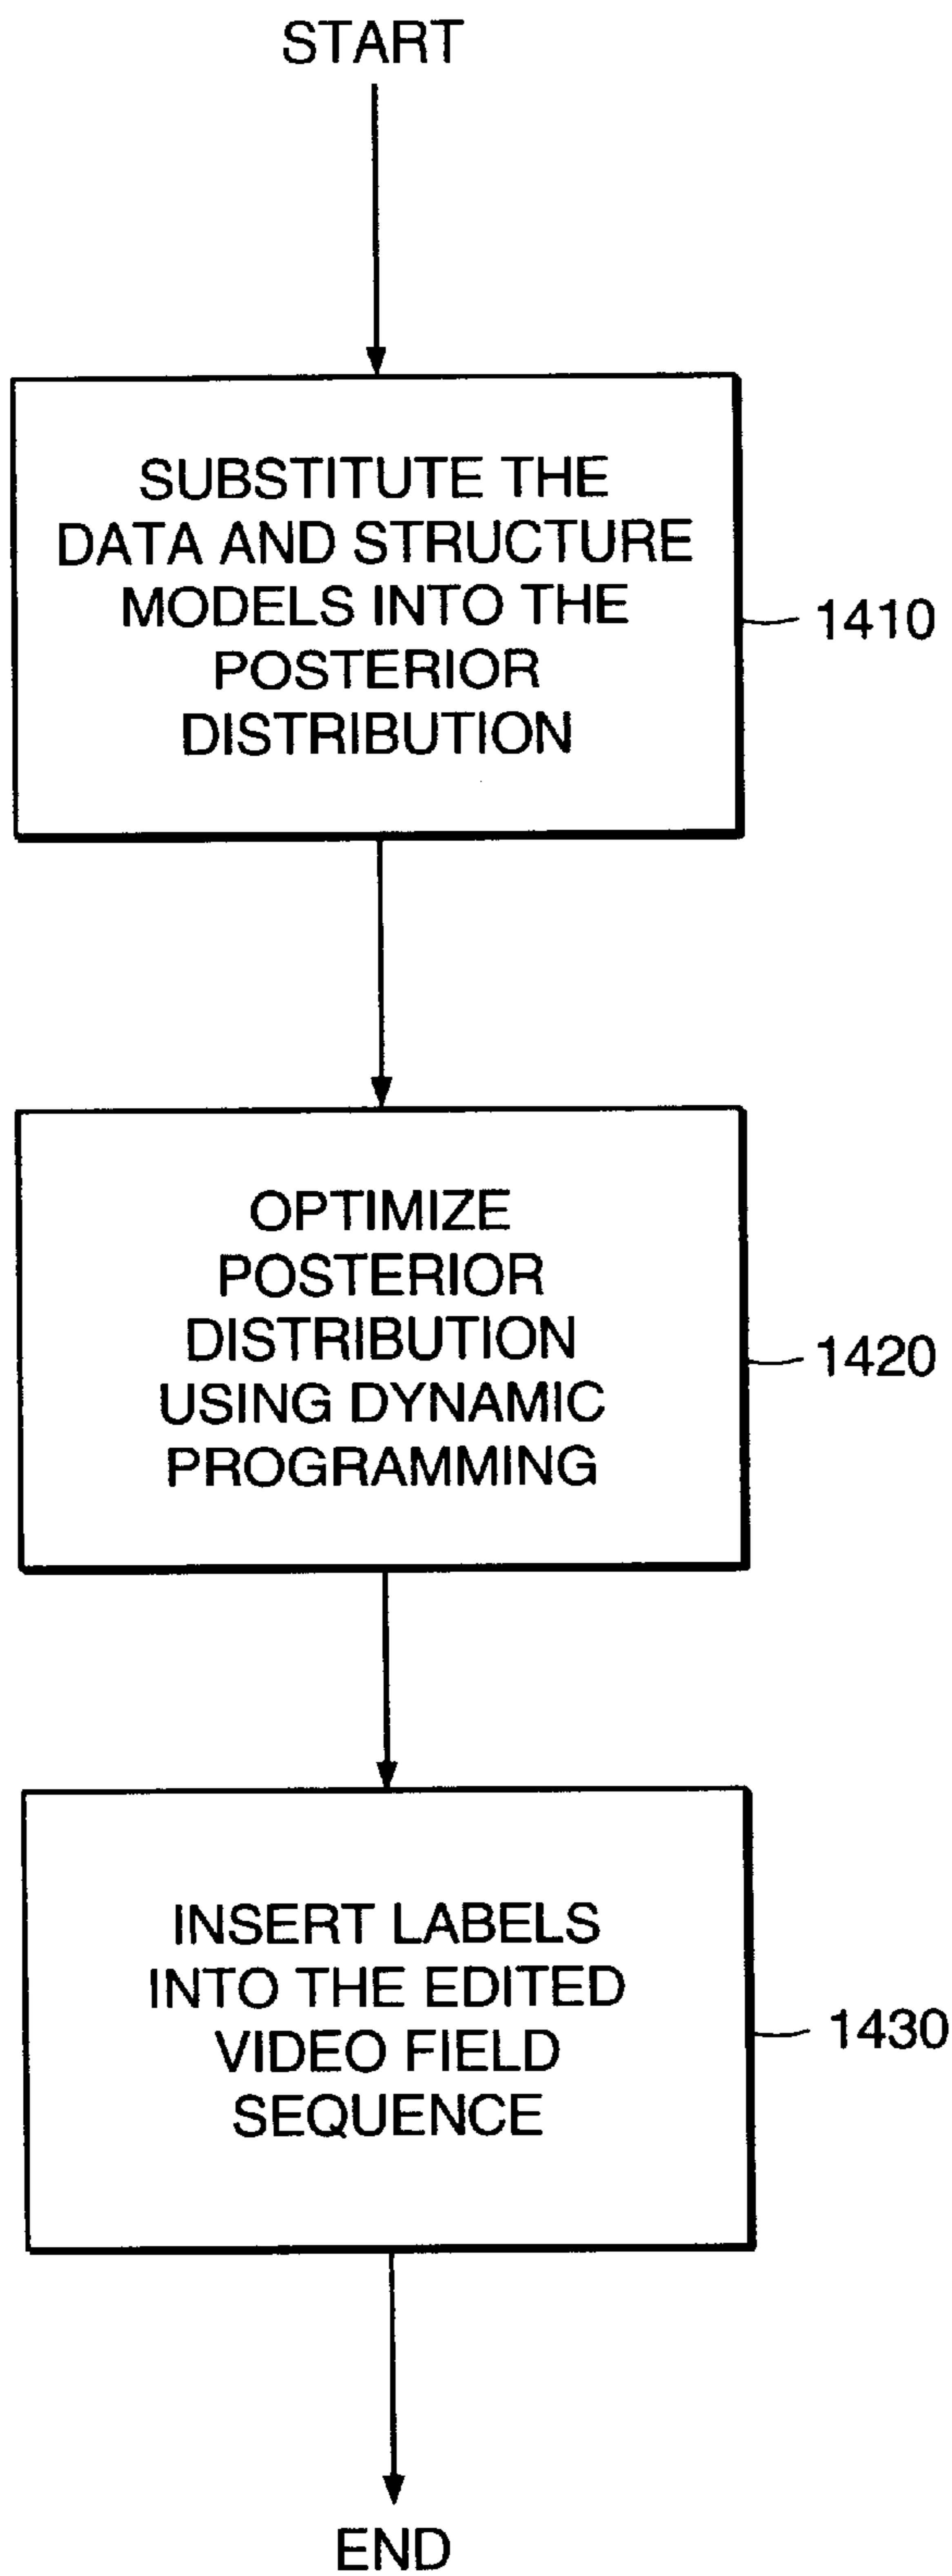 START
SUBSTITUTE THE
DATA AND STRUCTURE
MODELS INTO THE
POSTERIOR
DISTRIBUTION
1410
OPTIMIZE
POSTERIOR
DISTRIBUTION
USING DYNAMIC
PROGRAMMING
1420
INSERT LABELS
INTO THE EDITED
VIDEO FIELD
SEQUENCE
1430
END